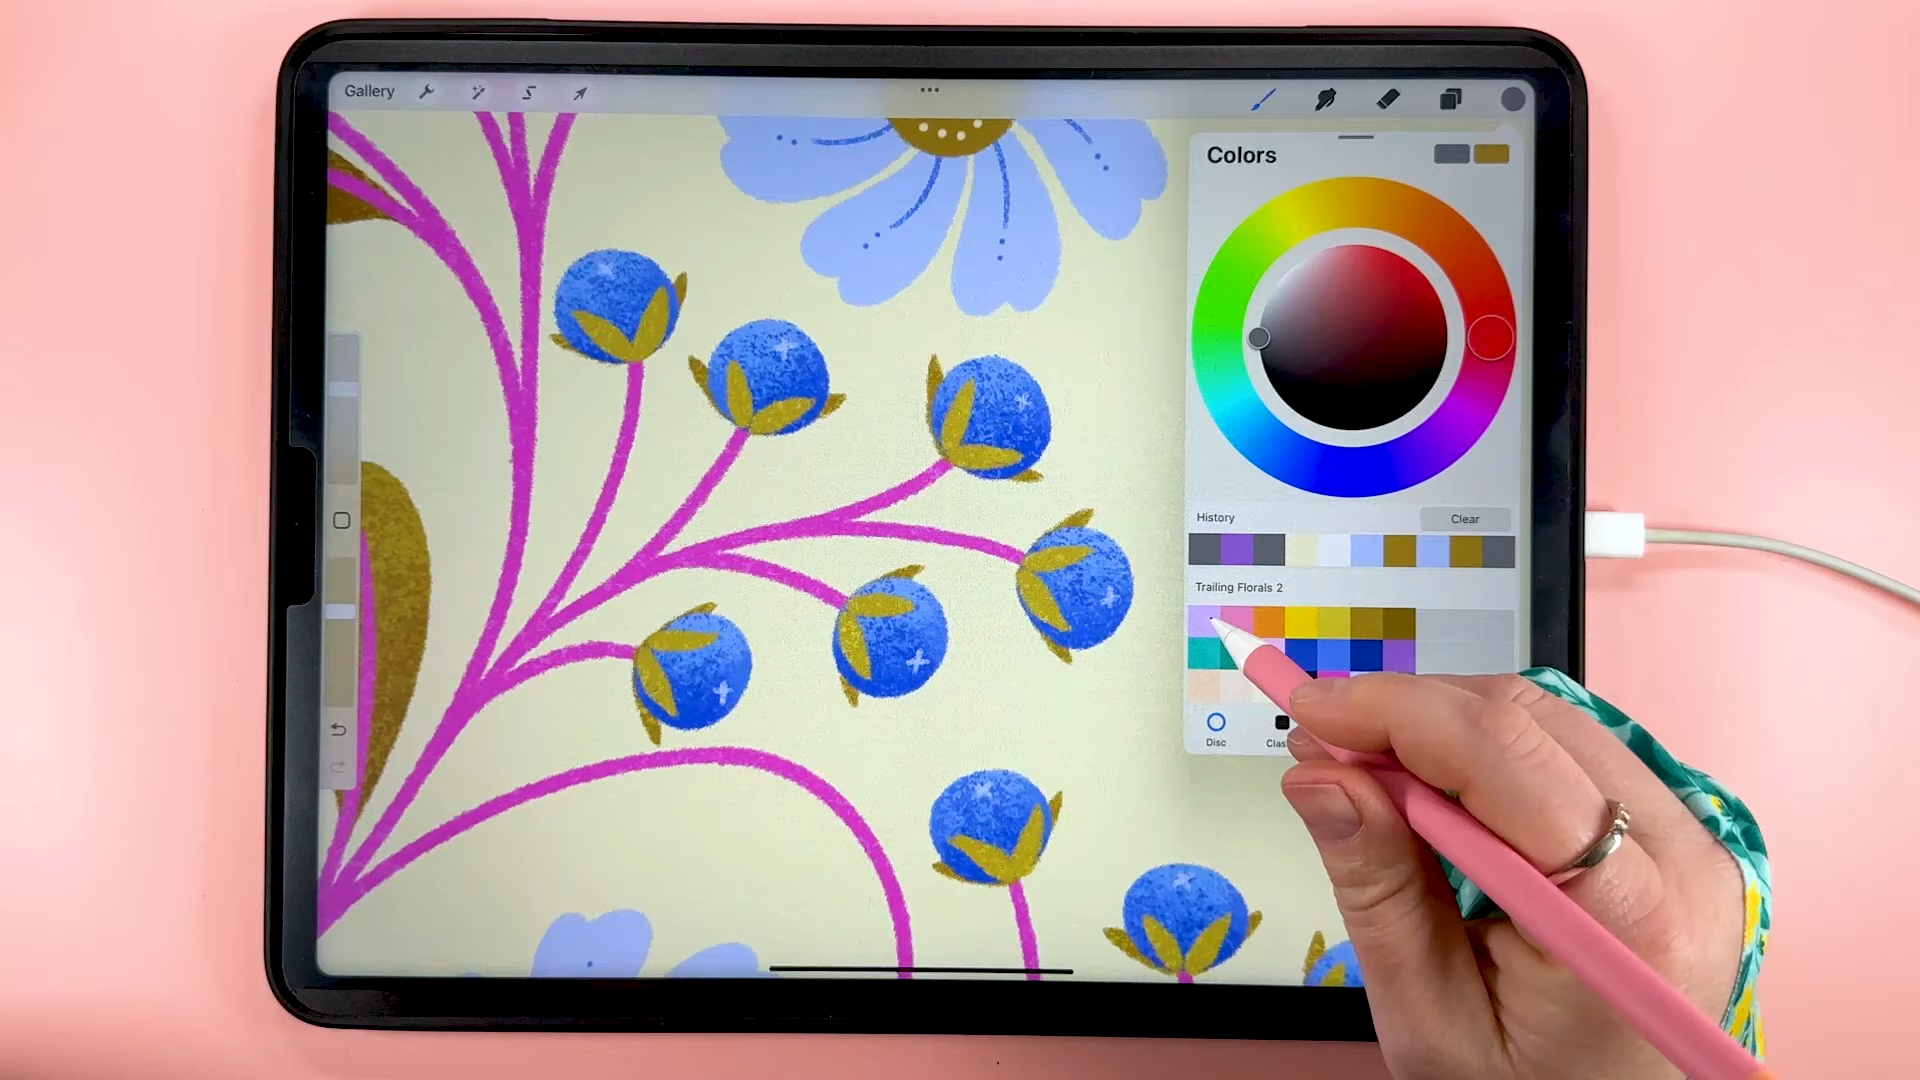 Gallery
Colors
History
Clear
Trailing Florals 2
Disc